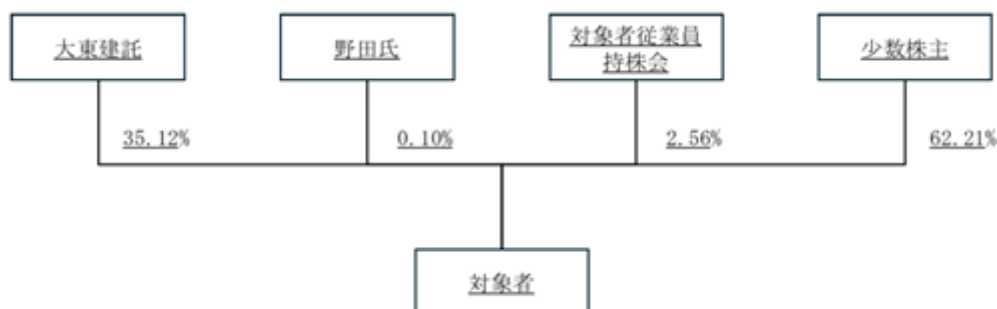 大東建託
野田氏
対象者従業員
持株会
少数株主
35.12%
0.10%
2.56%
62.21%
対象者